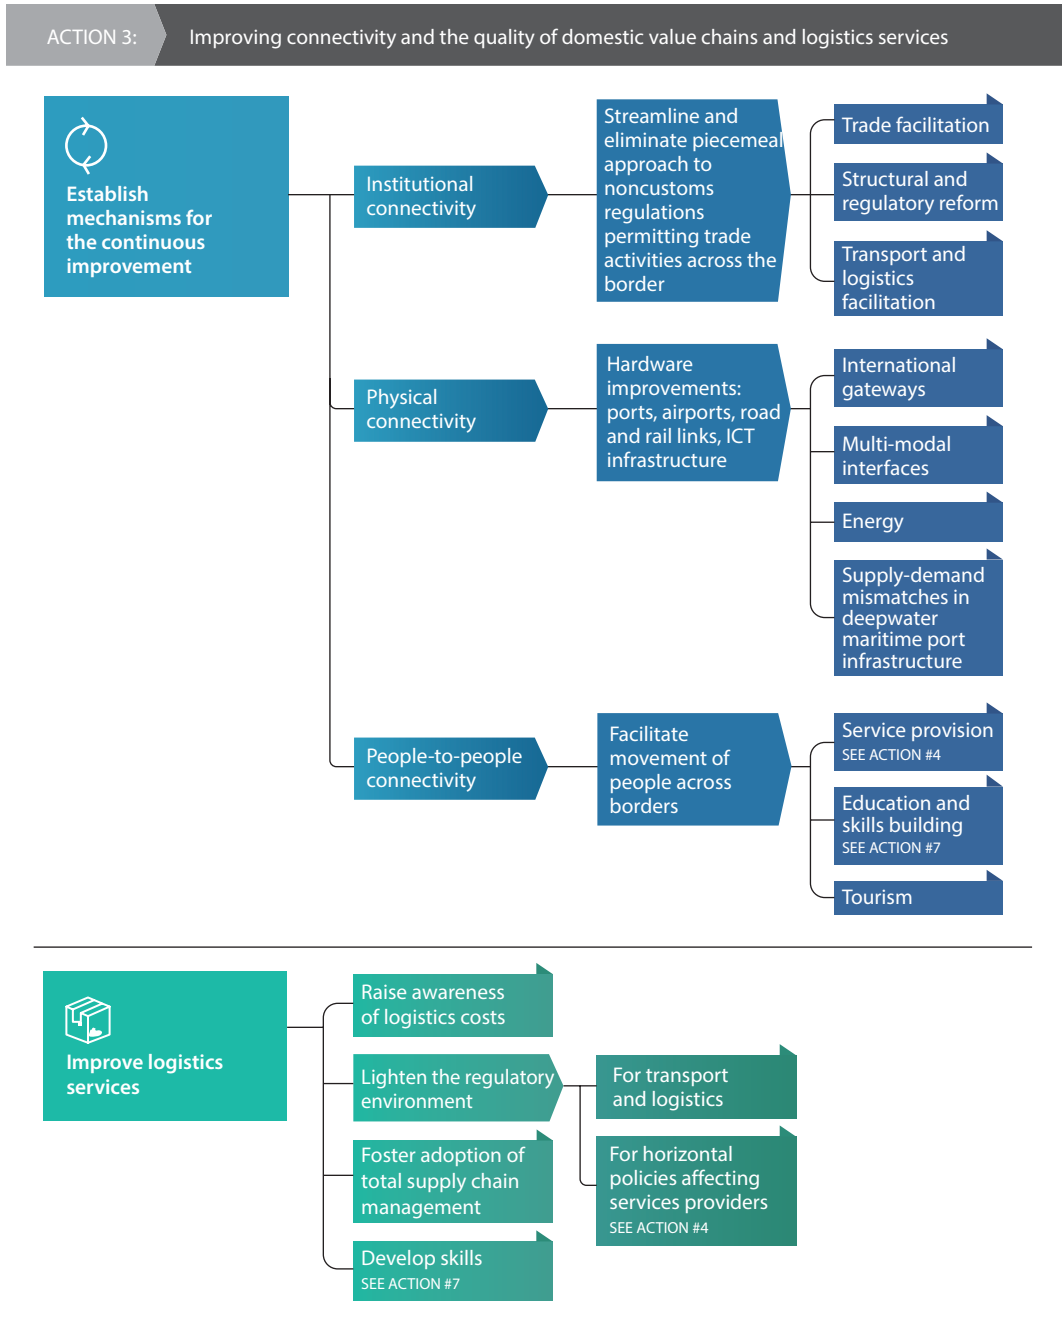 ACTION 3:
Improving connectivity and the quality of domestic value chains and logistics services
Establish
mechanisms for
the continuous
improvement
Institutional
connectivity
Streamline and
eliminate piecemeal
approach to
noncustoms
regulations
permitting trade
activities across the
border
Trade facilitation
Structural and
regulatory reform
Transport and
logistics
facilitation
Physical
connectivity
Hardware
improvements:
ports, airports, road
and rail links, ICT
infrastructure
International
gateways
Multi-modal
interfaces
Energy
Supply-demand
mismatches in
deepwater
maritime port
infrastructure
People-to-people
connectivity
Facilitate
movement of
people across
borders
Service provision
SEE ACTION #4
Education and
skills building
SEE ACTION #7
Tourism
Improve logistics
services
Raise awareness
of logistics costs
Lighten the regulatory
environment
For transport
and logistics
For horizontal
policies affecting
services providers
SEE ACTION #4
Foster adoption of
total supply chain
management
Develop skills
SEE ACTION #7